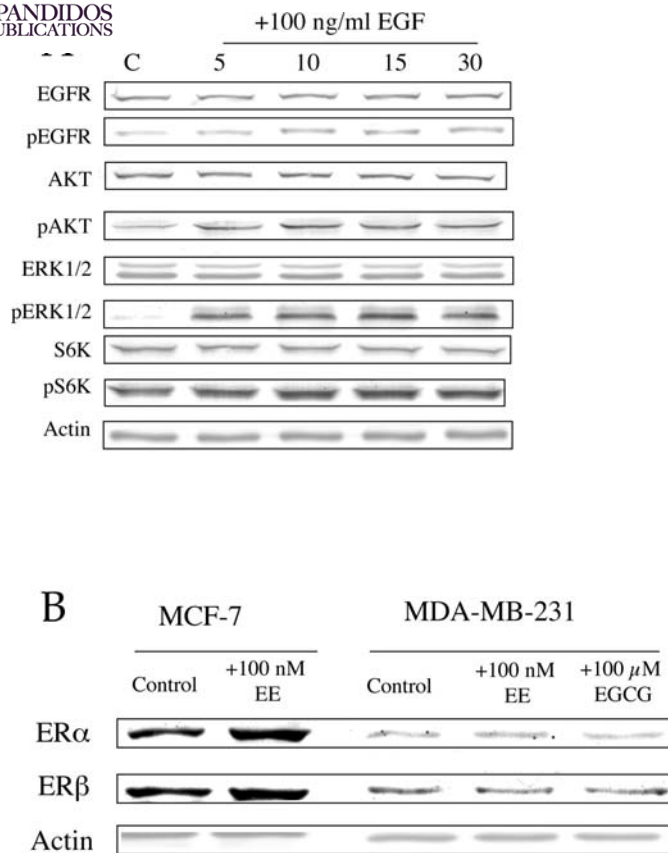 PANDIDOS
UBLICATIONS
+100 ng/ml EGF
C 5 10 15 30
EGFR
pEGFR
AKT
pAKT
ERK1/2
pERK1/2
S6K
pS6K
Actin
B
MCF-7 MDA-MB-231
Control +100 nM EE Control +100 nM EE +100 μM EGCG
ERα
ERβ
Actin